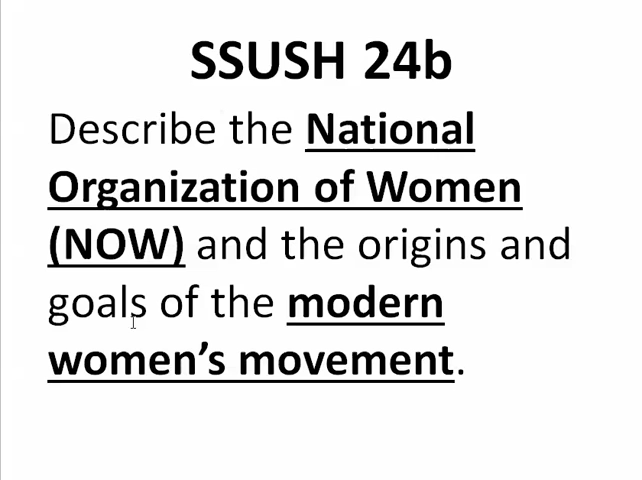 SSUSH 24b
Describe the National
Organization of Women
(NOW) and the origins and
goals of the modern
women’s movement.